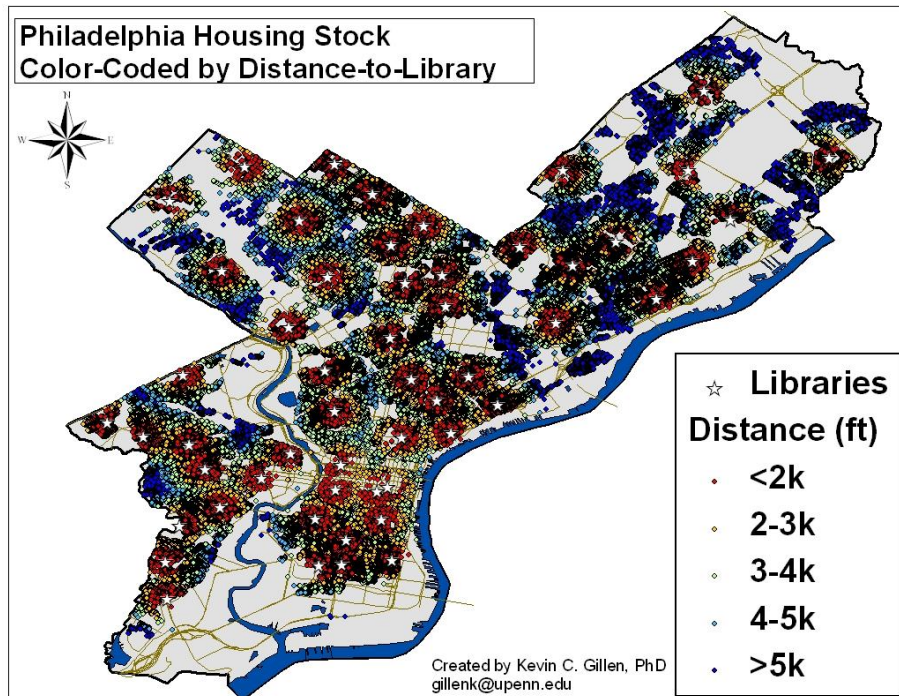 Philadelphia Housing Stock
Color-Coded by Distance-to-Library
N
W E
S
Libraries
Distance (ft)
<2k
2-3k
3-4k
4-5k
>5k
Created by Kevin C. Gillen, PhD
gillenk@upenn.edu